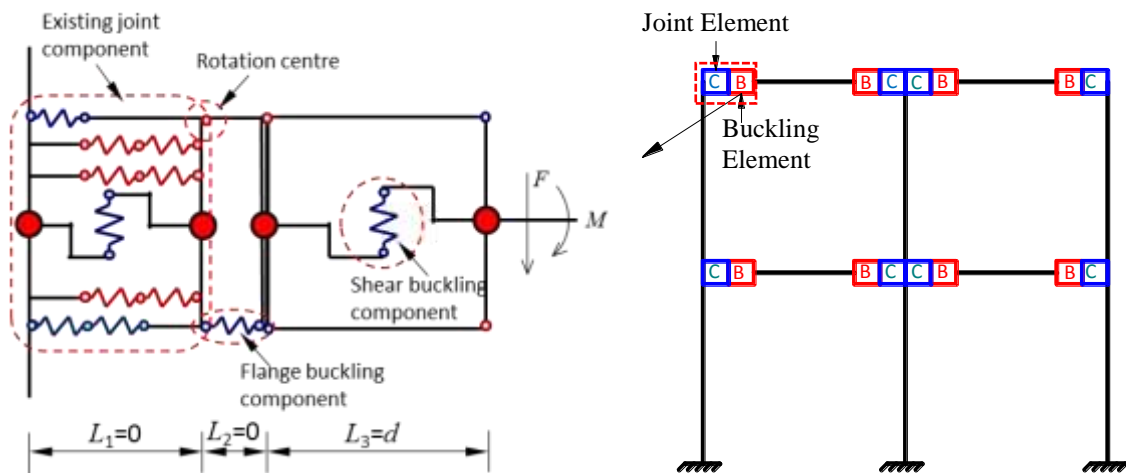 Existing joint
component
Rotation centre
F
M
Shear buckling
component
Flange buckling
component
L1=0
L2=0
L3=d
Joint Element
C B B C C B B C
Buckling
Element
C B B C C B B C